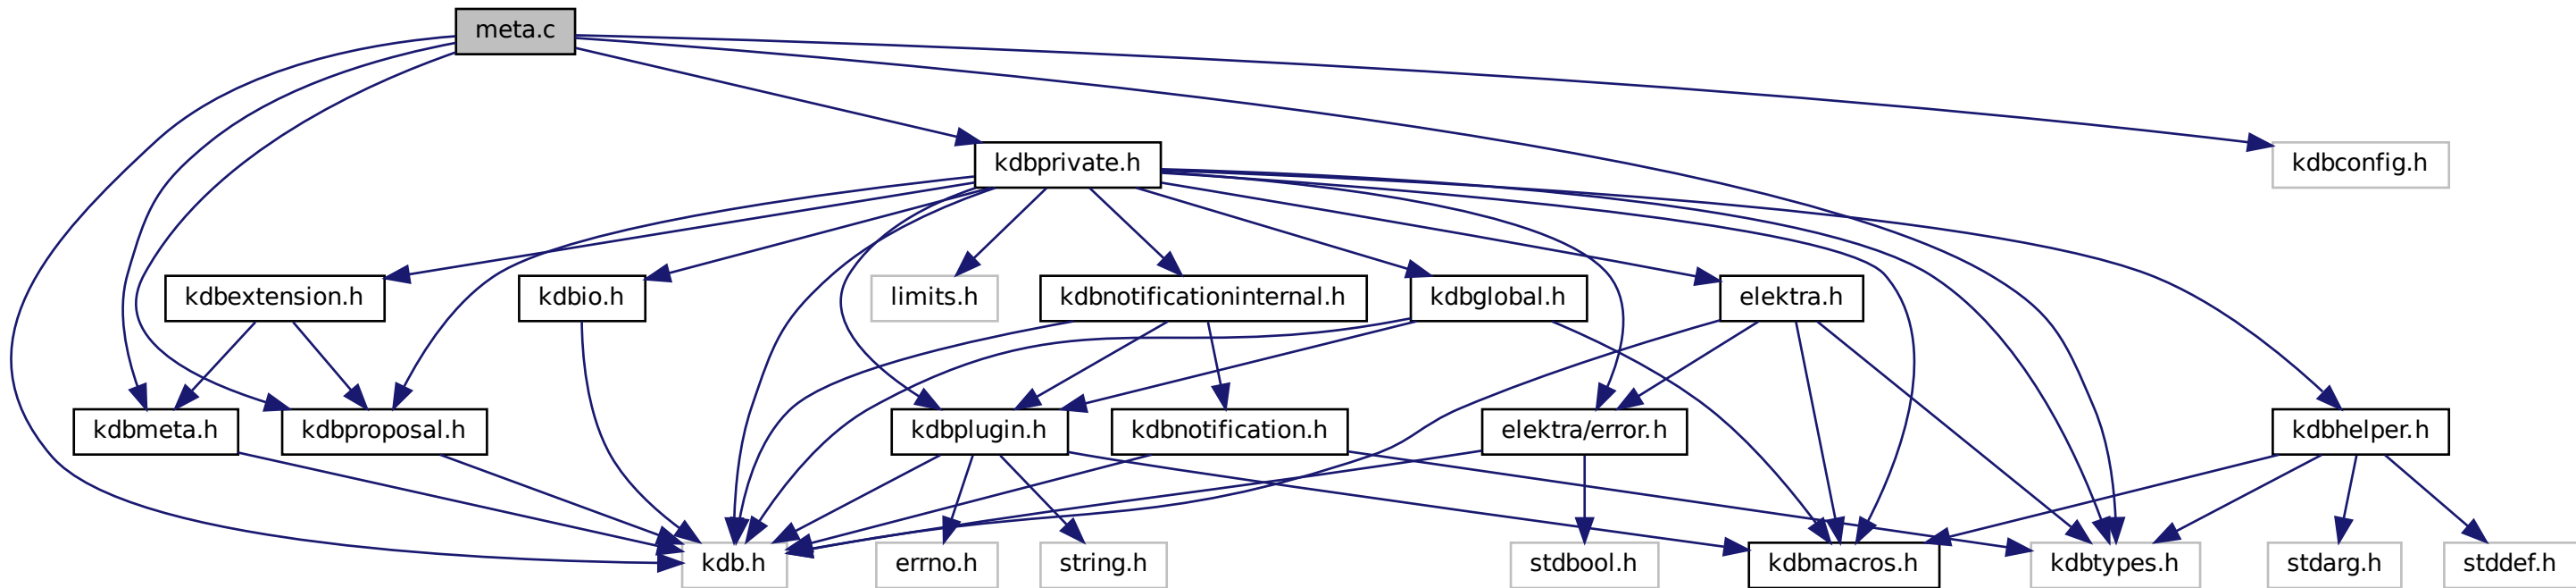 meta.c
kdbprivate.h
kdbconfig.h
kdbextension.h
kdbio.h
limits.h
kdbnotificationinternal.h
kdbglobal.h
elektra.h
kdbmeta.h
kdbproposal.h
kdbplugin.h
kdbnotification.h
elektra/error.h
kdbhelper.h
kdb.h
errno.h
string.h
stdbool.h
kdbmacros.h
kdbtypes.h
stdarg.h
stddef.h